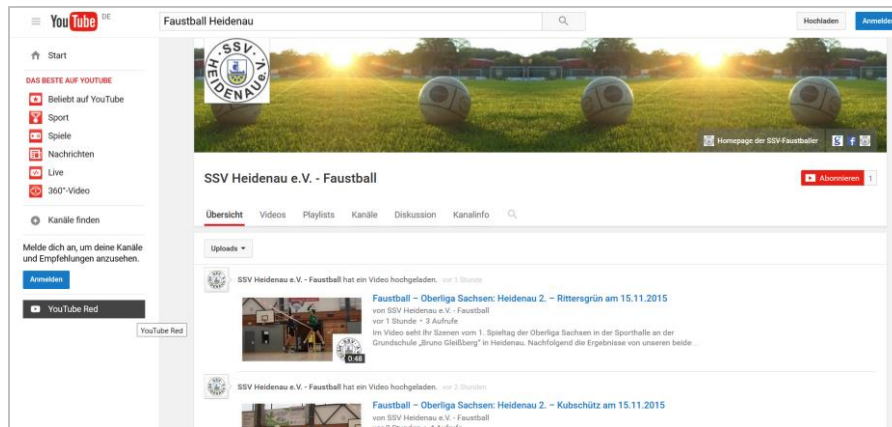 YouTube DE
Faustball Heidenau
Hochladen
Anmelden
Start
DAS BESTE AUF YOUTUBE
Beliebt auf YouTube
Sport
Spiele
Nachrichten
Live
360°-Video
Kanäle finden
Melde dich an, um deine Kanäle
und Empfehlungen anzusehen.
Anmelden
YouTube Red
YouTube Red
SSV
HEIDENAU e.V.
Homepage der SSV-Faustballer
SSV Heidenau e.V. - Faustball
Abonnieren 1
Übersicht Videos Playlists Kanäle Diskussion Kanalinfo
Uploads
SSV Heidenau e.V. - Faustball hat ein Video hochgeladen. vor 1 Stunde
Faustball – Oberliga Sachsen: Heidenau 2. – Rittersgrün am 15.11.2015
von SSV Heidenau e.V. - Faustball
vor 1 Stunde • 3 Aufrufe
Im Video seht Ihr Szenen vom 1. Spieltag der Oberliga Sachsen in der Sporthalle an der
Grundschule „Bruno Gleißberg" in Heidenau. Nachfolgend die Ergebnisse von unseren beide...
0:48
SSV Heidenau e.V. - Faustball hat ein Video hochgeladen. vor 2 Stunden
Faustball – Oberliga Sachsen: Heidenau 2. – Kubschütz am 15.11.2015
von SSV Heidenau e.V. - Faustball